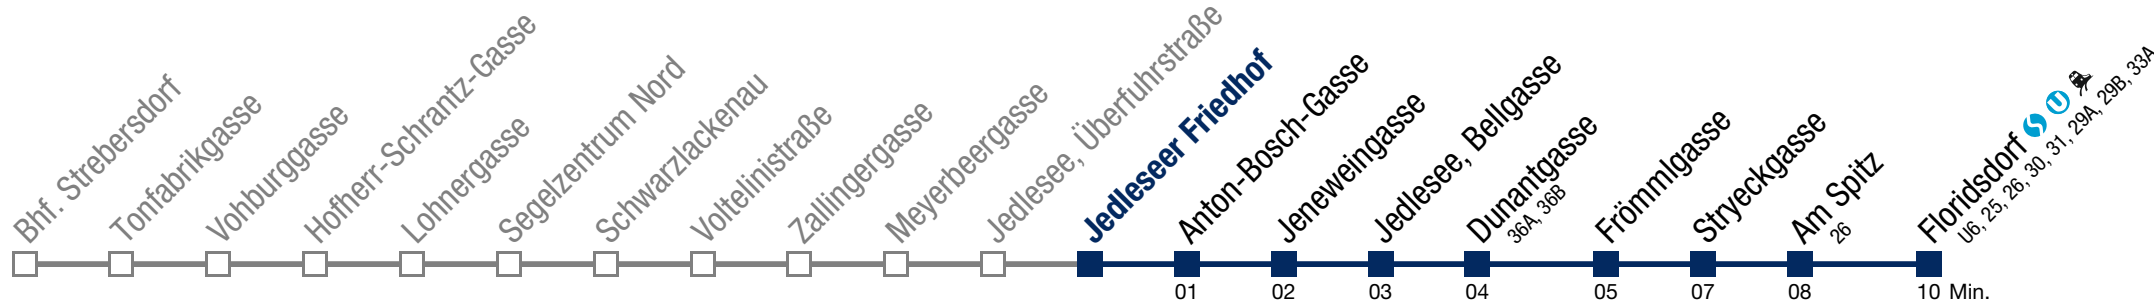 Bhf. Strebersdorf
Tonfabrikgasse
Vohburggasse
Hofherr-Schrantz-Gasse
Lohnergasse
Segelzentrum Nord
Schwarzlackenau
Voltelinistraße
Zallingergasse
Meyerbeergasse
Jedlesee, Überfuhrstraße
Jedleseer Friedhof
Anton-Bosch-Gasse
Jeneweingasse
Jedlesee, Bellgasse
Dunantgasse
36A, 36B
Frömmlgasse
Stryeckgasse
Am Spitz
26
Floridsdorf S U
U6, 25, 26, 30, 31, 29A, 29B, 33A
01 02 03 04 05 07 08 10 Min.